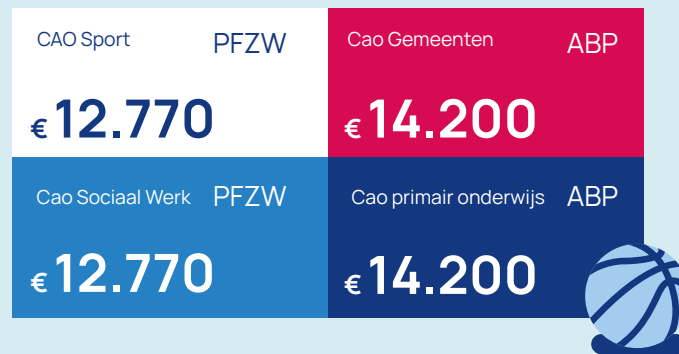 CAO Sport PFZW
€ 12.770
Cao Gemeenten ABP
€ 14.200
Cao Sociaal Werk PFZW
€ 12.770
Cao primair onderwijs ABP
€ 14.200